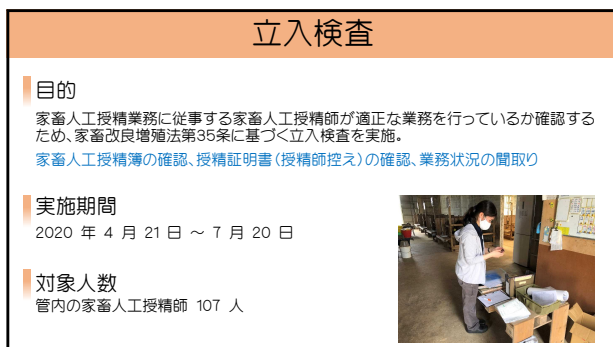 立入検査
目的
家畜人工授精業務に従事する家畜人工授精師が適正な業務を行っているか確認する
ため、家畜改良増殖法第35条に基づく立入検査を実施。
家畜人工授精簿の確認、授精証明書(授精師控え)の確認、業務状況の聞取り
実施期間
2020 年 4 月 21 日 ～ 7 月 20 日
対象人数
管内の家畜人工授精師 107 人